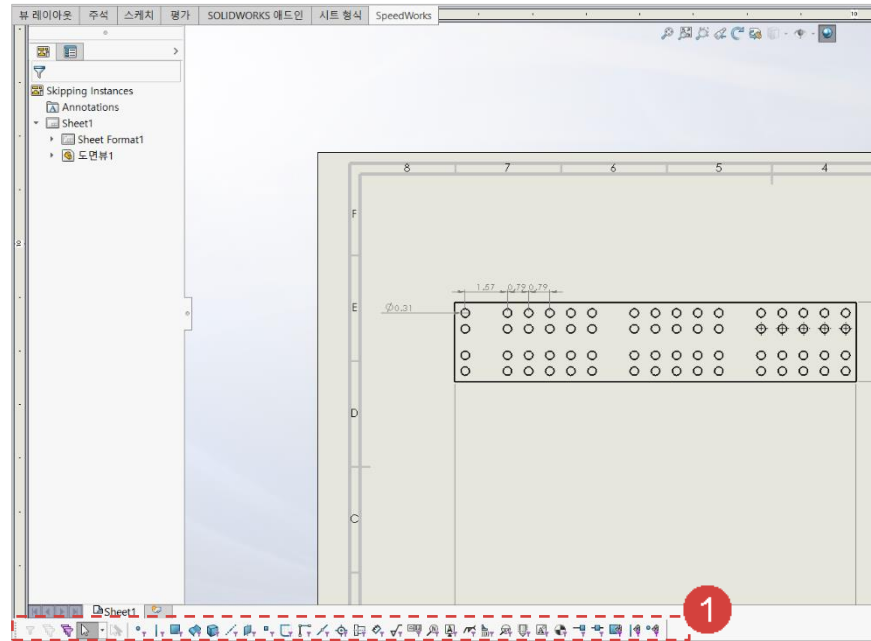 뷰 레이아웃 주석 스케치 평가 SOLIDWORKS 애드인 시트 형식 SpeedWorks
10
Skipping Instances
Annotations
Sheet1
Sheet Format1
도면뷰1
8 7 6 5 4
F
2
1.57 0.79 0.79
E Ø0.31
D
C
Sheet1
1